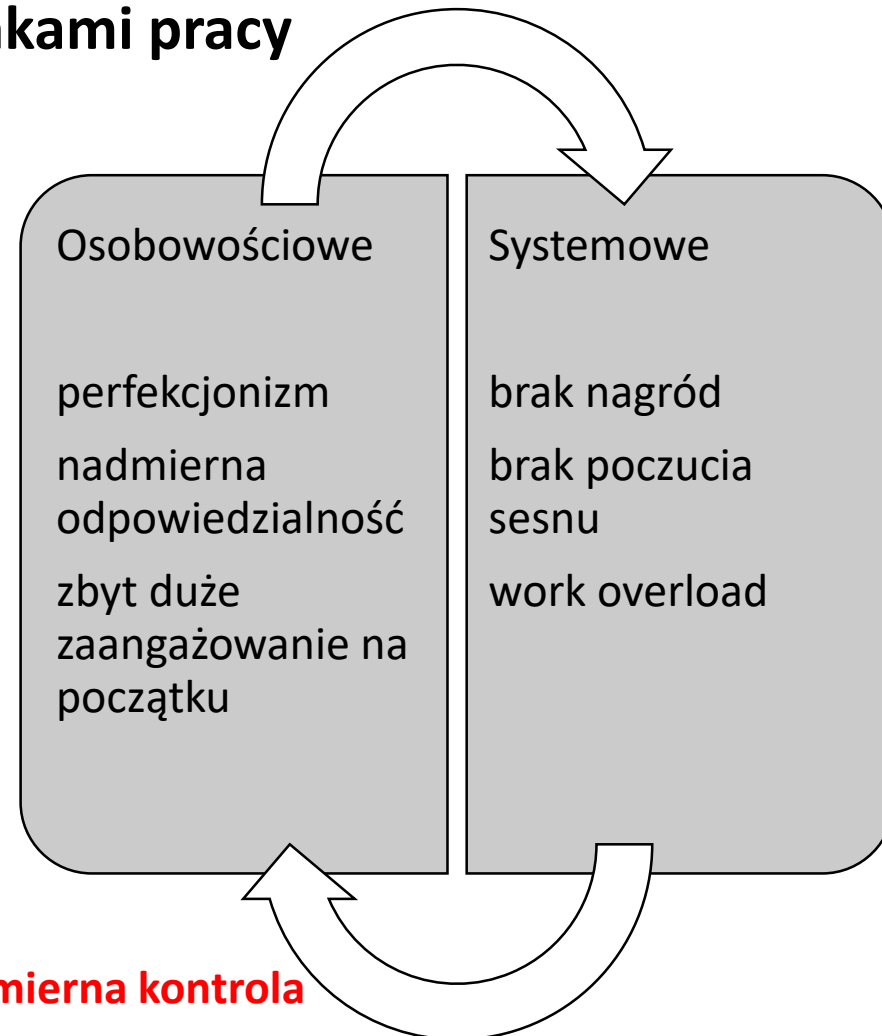 nkami pracy
Osobowościowe
perfekcjonizm
nadmierna
odpowiedzialność
zbyt duże
zaangażowanie na
początku
Systemowe
brak nagród
brak poczucia
sesnu
work overload
mierna kontrola